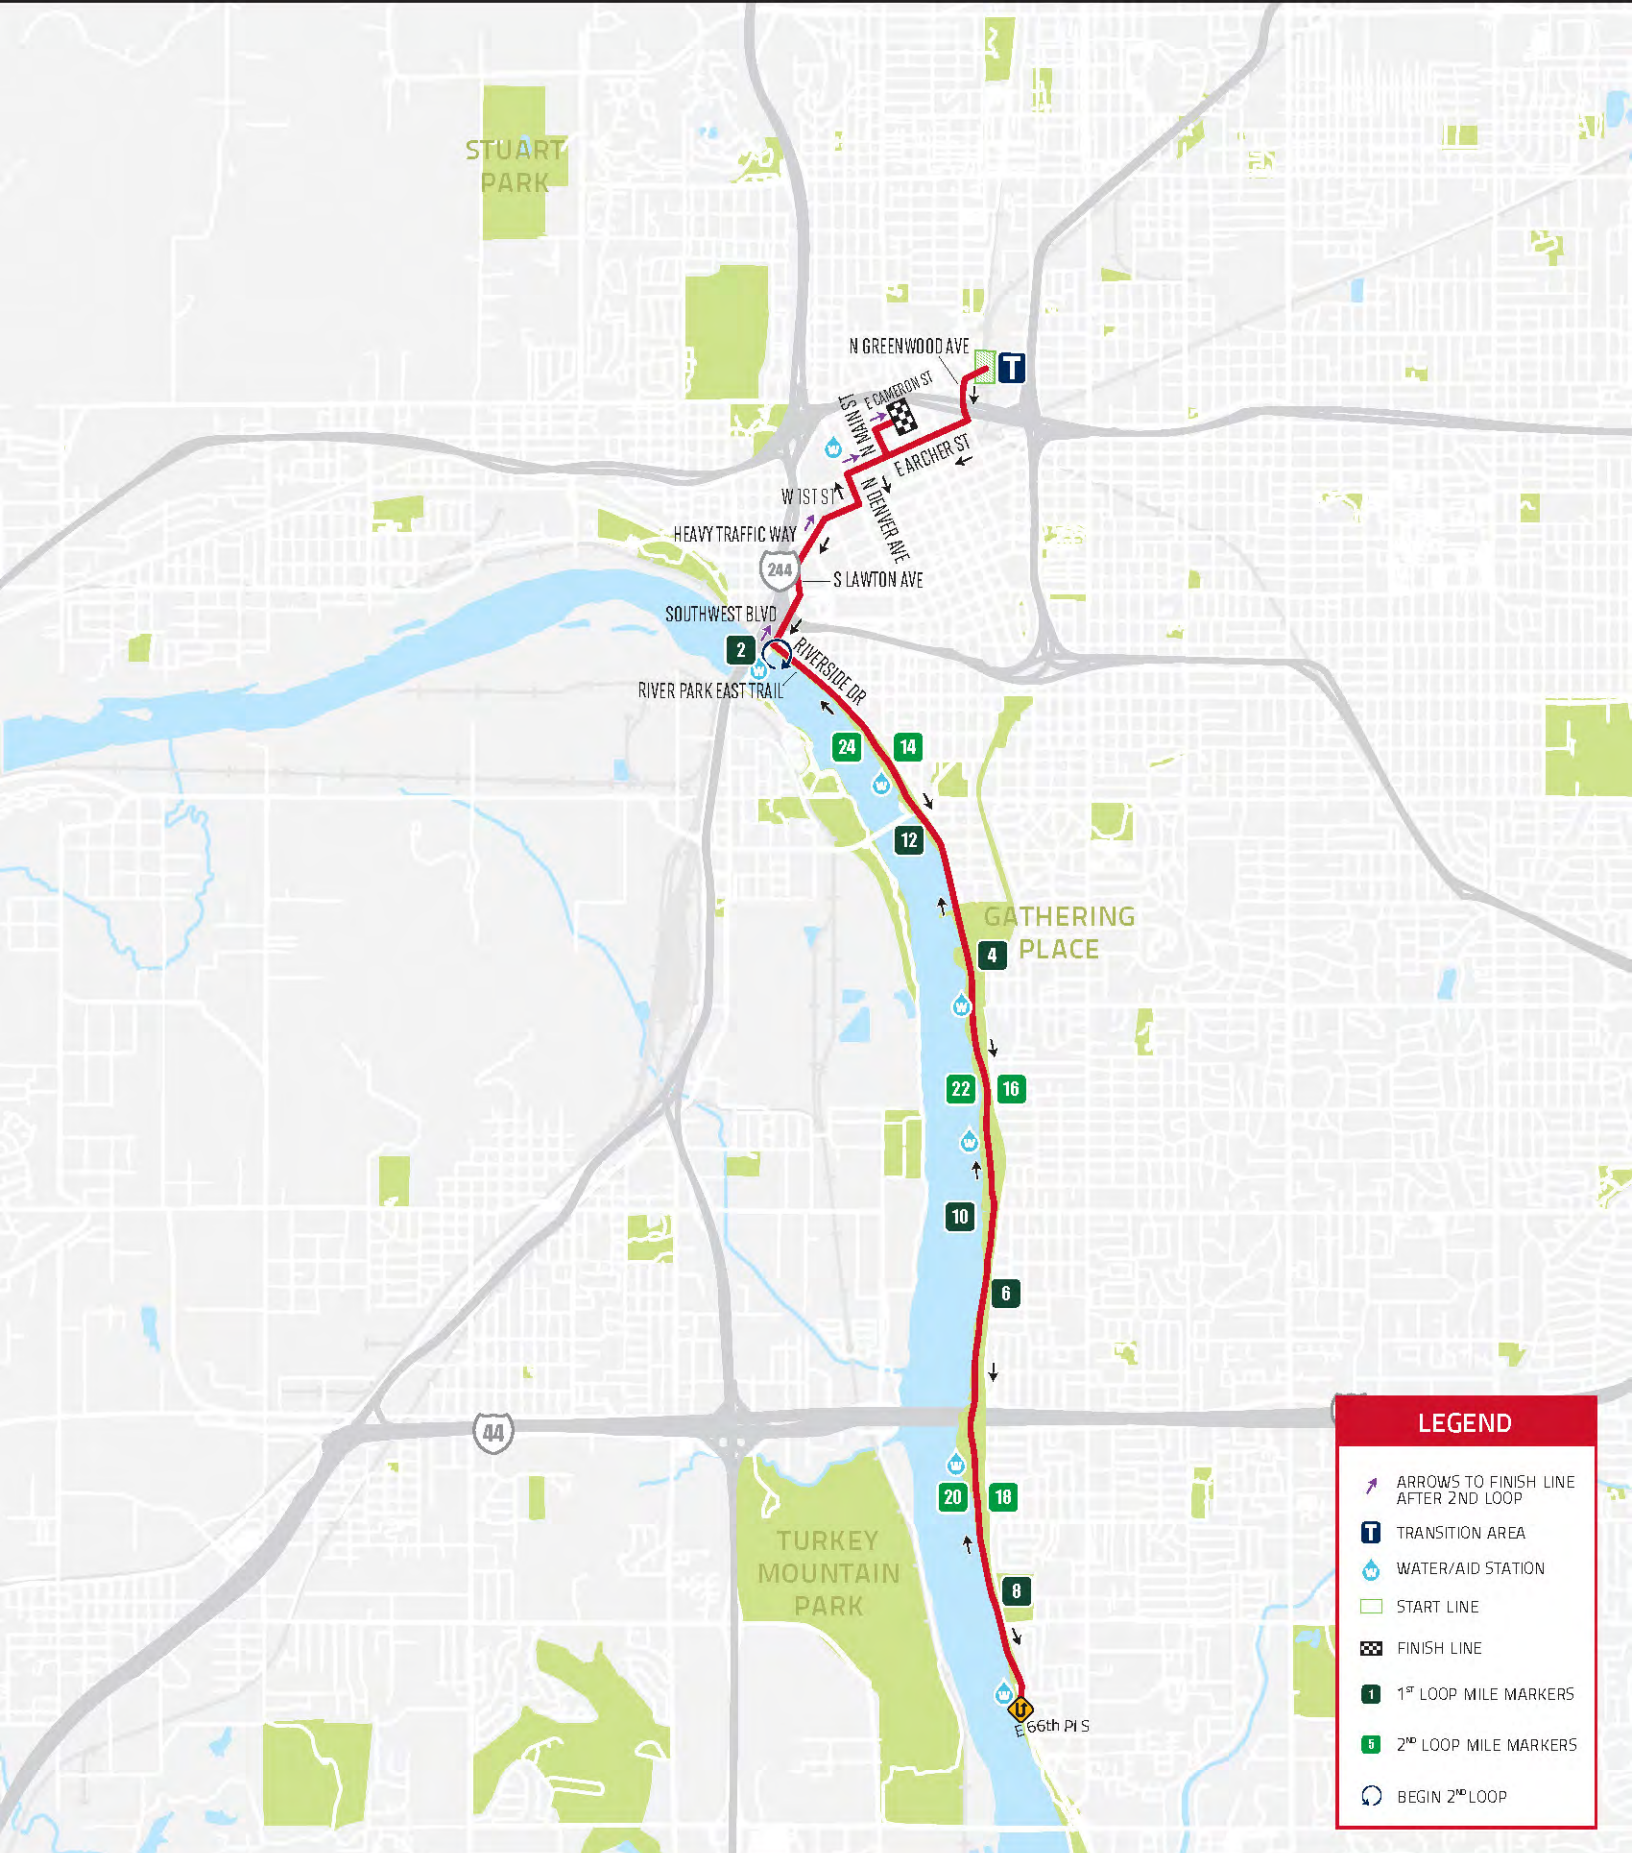 STUART
PARK
N GREENWOOD AVE
T
E CAMERON ST
N MAIN ST
W
E ARCHER ST
W 1ST ST
N DENVER AVE
HEAVY TRAFFIC WAY
244
S LAWTON AVE
SOUTHWEST BLVD
2
W
RIVERSIDE DR
RIVER PARK EAST TRAIL
24
14
W
12
GATHERING
PLACE
4
W
22
16
W
10
6
44
W
20
18
TURKEY
MOUNTAIN
PARK
8
W
E 66th Pl S
LEGEND
ARROWS TO FINISH LINE
AFTER 2ND LOOP
T TRANSITION AREA
W WATER/AID STATION
START LINE
FINISH LINE
1 1ST LOOP MILE MARKERS
5 2ND LOOP MILE MARKERS
BEGIN 2ND LOOP